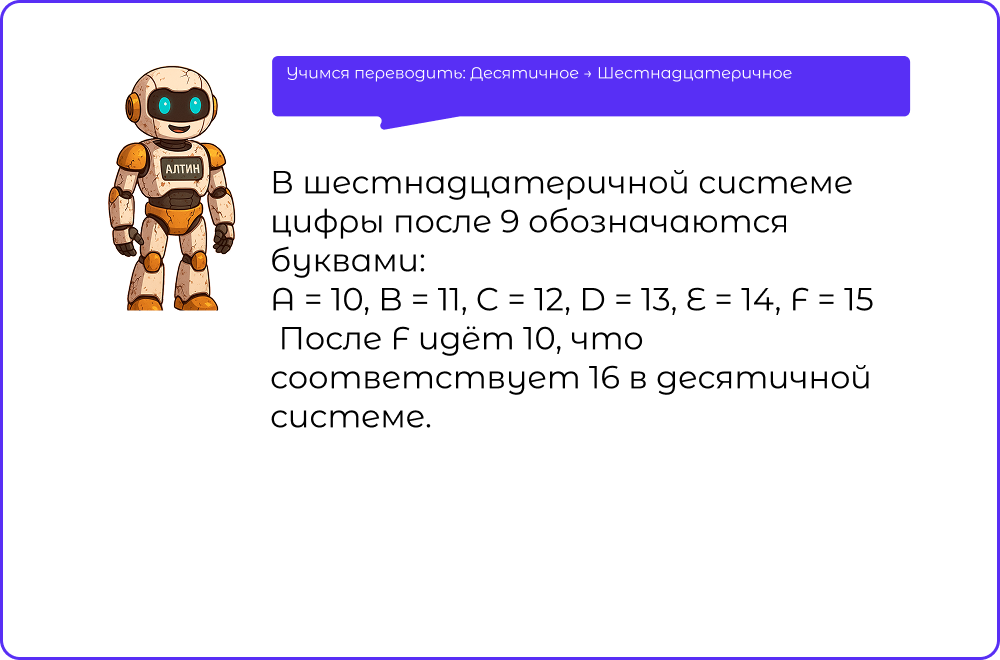 Учимся переводить: Десятичное → Шестнадцатеричное
АЛТИН
В шестнадцатеричной системе
цифры после 9 обозначаются
буквами:
A = 10, B = 11, C = 12, D = 13, E = 14, F = 15
После F идёт 10, что
соответствует 16 в десятичной
системе.